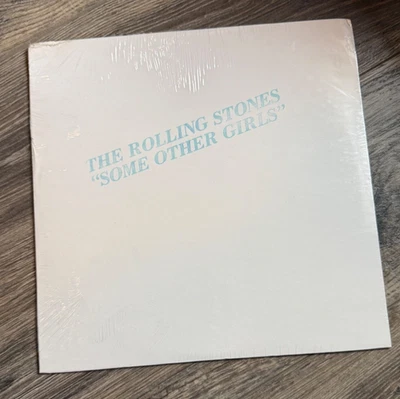 THE ROLLING STONES
“SOME OTHER GIRLS”